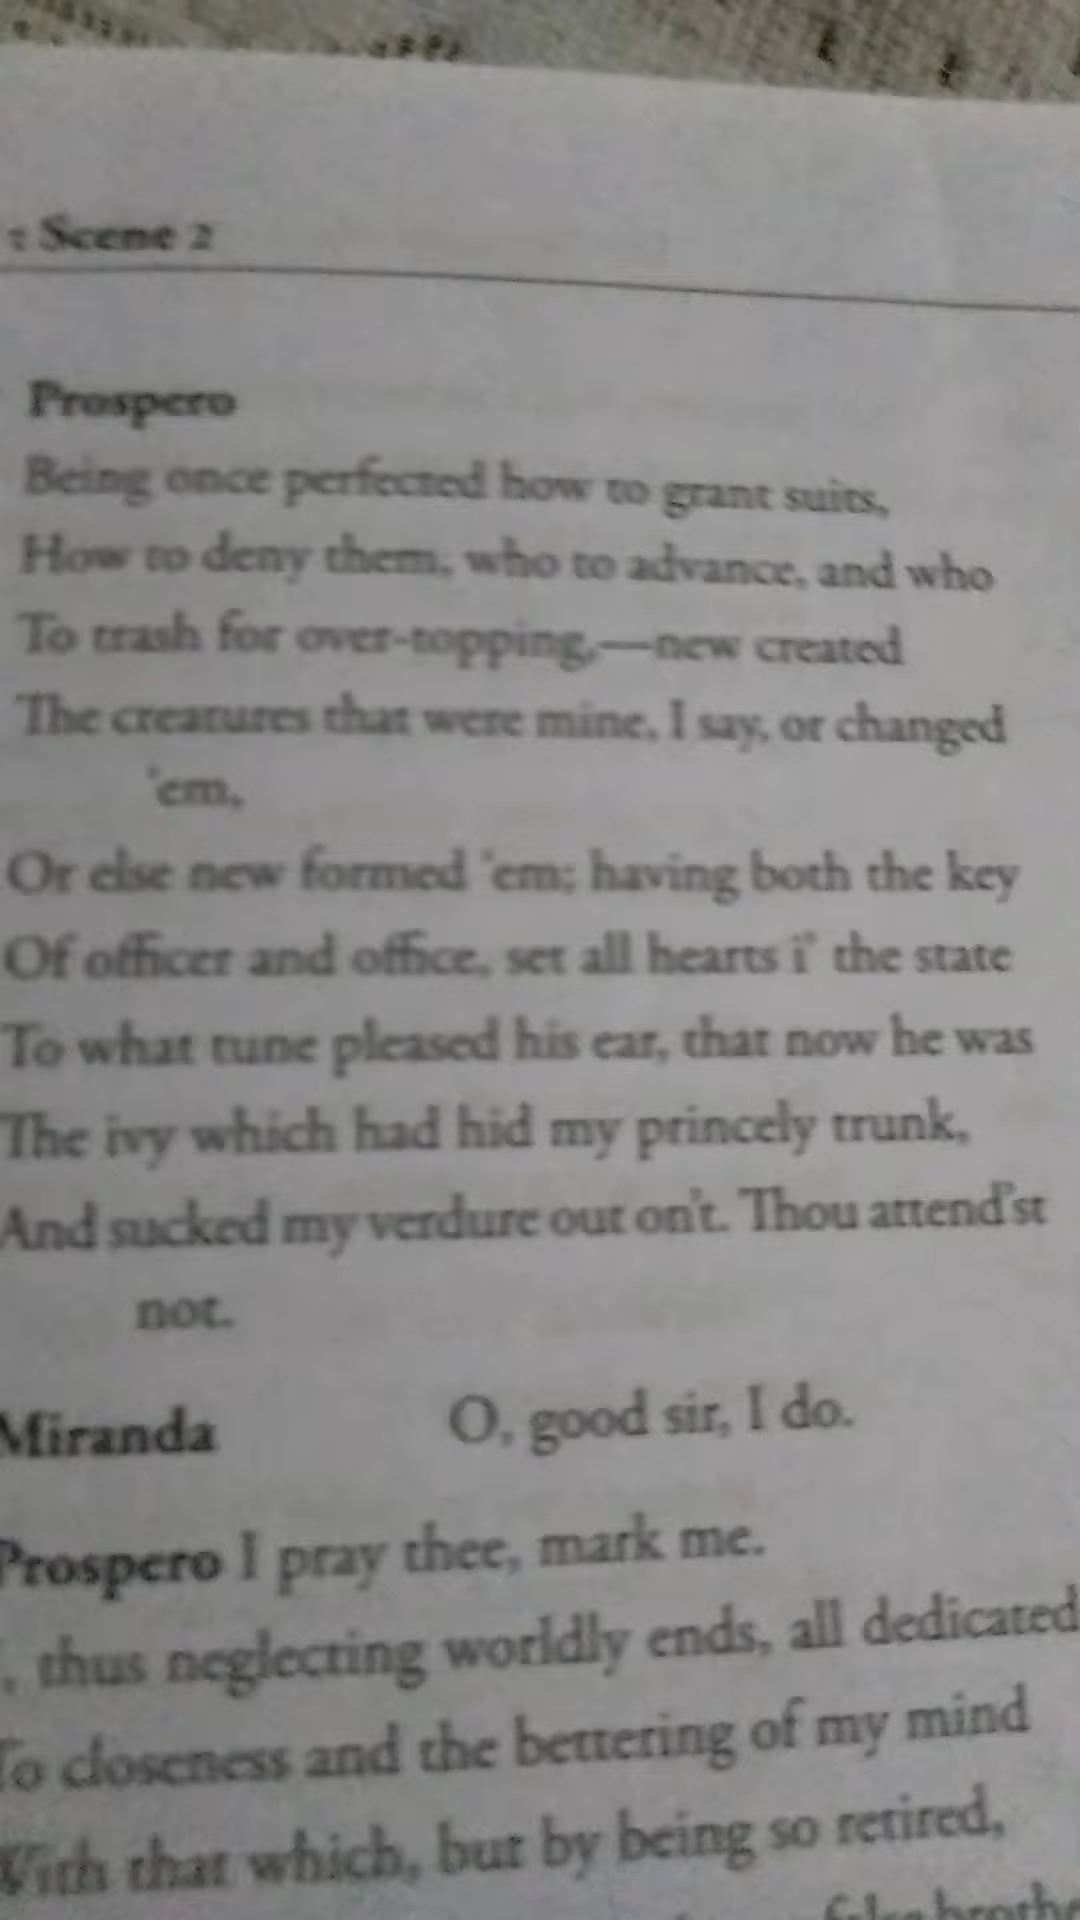 : Scene 2
Prospero
Being once perfected how to grant suits,
How to deny them, who to advance, and who
To trash for over-topping,—new created
The creatures that were mine, I say, or changed
'em,
Or else new formed 'em; having both the key
Of officer and office, set all hearts i' the state
To what tune pleased his ear, that now he was
The ivy which had hid my princely trunk,
And sucked my verdure out on't. Thou attend'st
not.
Miranda O, good sir, I do.
Prospero I pray thee, mark me.
, thus neglecting worldly ends, all dedicated
To closeness and the bettering of my mind
With that which, but by being so retired,